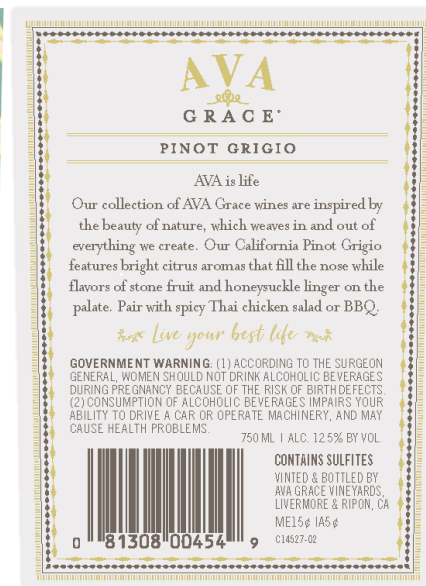 AVA
GRACE®
PINOT GRIGIO
AVA is life
Our collection of AVA Grace wines are inspired by
the beauty of nature, which weaves in and out of
everything we create. Our California Pinot Grigio
features bright citrus aromas that fill the nose while
flavors of stone fruit and honeysuckle linger on the
palate. Pair with spicy Thai chicken salad or BBQ.
Live your best life
GOVERNMENT WARNING: (1) ACCORDING TO THE SURGEON
GENERAL, WOMEN SHOULD NOT DRINK ALCOHOLIC BEVERAGES
DURING PREGNANCY BECAUSE OF THE RISK OF BIRTH DEFECTS.
(2) CONSUMPTION OF ALCOHOLIC BEVERAGES IMPAIRS YOUR
ABILITY TO DRIVE A CAR OR OPERATE MACHINERY, AND MAY
CAUSE HEALTH PROBLEMS.
750 ML | ALC. 12.5% BY VOL.
CONTAINS SULFITES
VINTED & BOTTLED BY
AVA GRACE VINEYARDS,
LIVERMORE & RIPON, CA
ME15¢ IA5¢
C14527-02
0 81308 00454 9